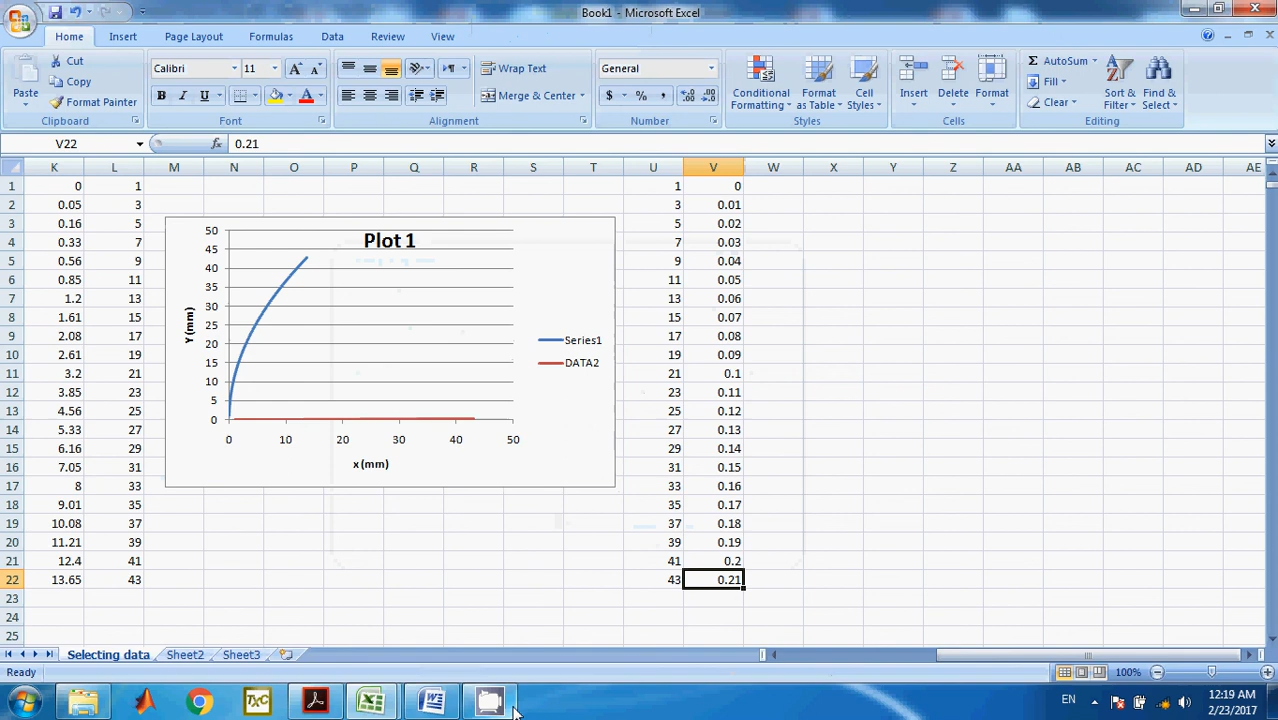 Book1 - Microsoft Excel
Home Insert Page Layout Formulas Data Review View
Paste Cut Calibri 11 Wrap Text General Conditional Formatting Format as Table Cell Styles Insert Delete Format AutoSum Sort & Filter Find & Select
Copy Fill
Format Painter B I U A Merge & Center $ % , Clear
Clipboard Font Alignment Number Styles Cells Editing
V22 fx 0.21
K L M N O P Q R S T U V W X Y Z AA AB AC AD AE
1 0 1 1 0
2 0.05 3 3 0.01
3 0.16 5 5 0.02
4 0.33 7 7 0.03
5 0.56 9 9 0.04
6 0.85 11 11 0.05
7 1.2 13 13 0.06
8 1.61 15 15 0.07
9 2.08 17 17 0.08
10 2.61 19 19 0.09
11 3.2 21 21 0.1
12 3.85 23 23 0.11
13 4.56 25 25 0.12
14 5.33 27 27 0.13
15 6.16 29 29 0.14
16 7.05 31 31 0.15
17 8 33 33 0.16
18 9.01 35 35 0.17
19 10.08 37 37 0.18
20 11.21 39 39 0.19
21 12.4 41 41 0.2
22 13.65 43 43 0.21
23
24
25
Plot 1
50
45
40
35
30
25
20
15
10
5
0
Y (mm)
0 10 20 30 40 50
x (mm)
Series1
DATA2
Selecting data Sheet2 Sheet3
Ready 100%
TXC W EN 12:19 AM
2/23/2017